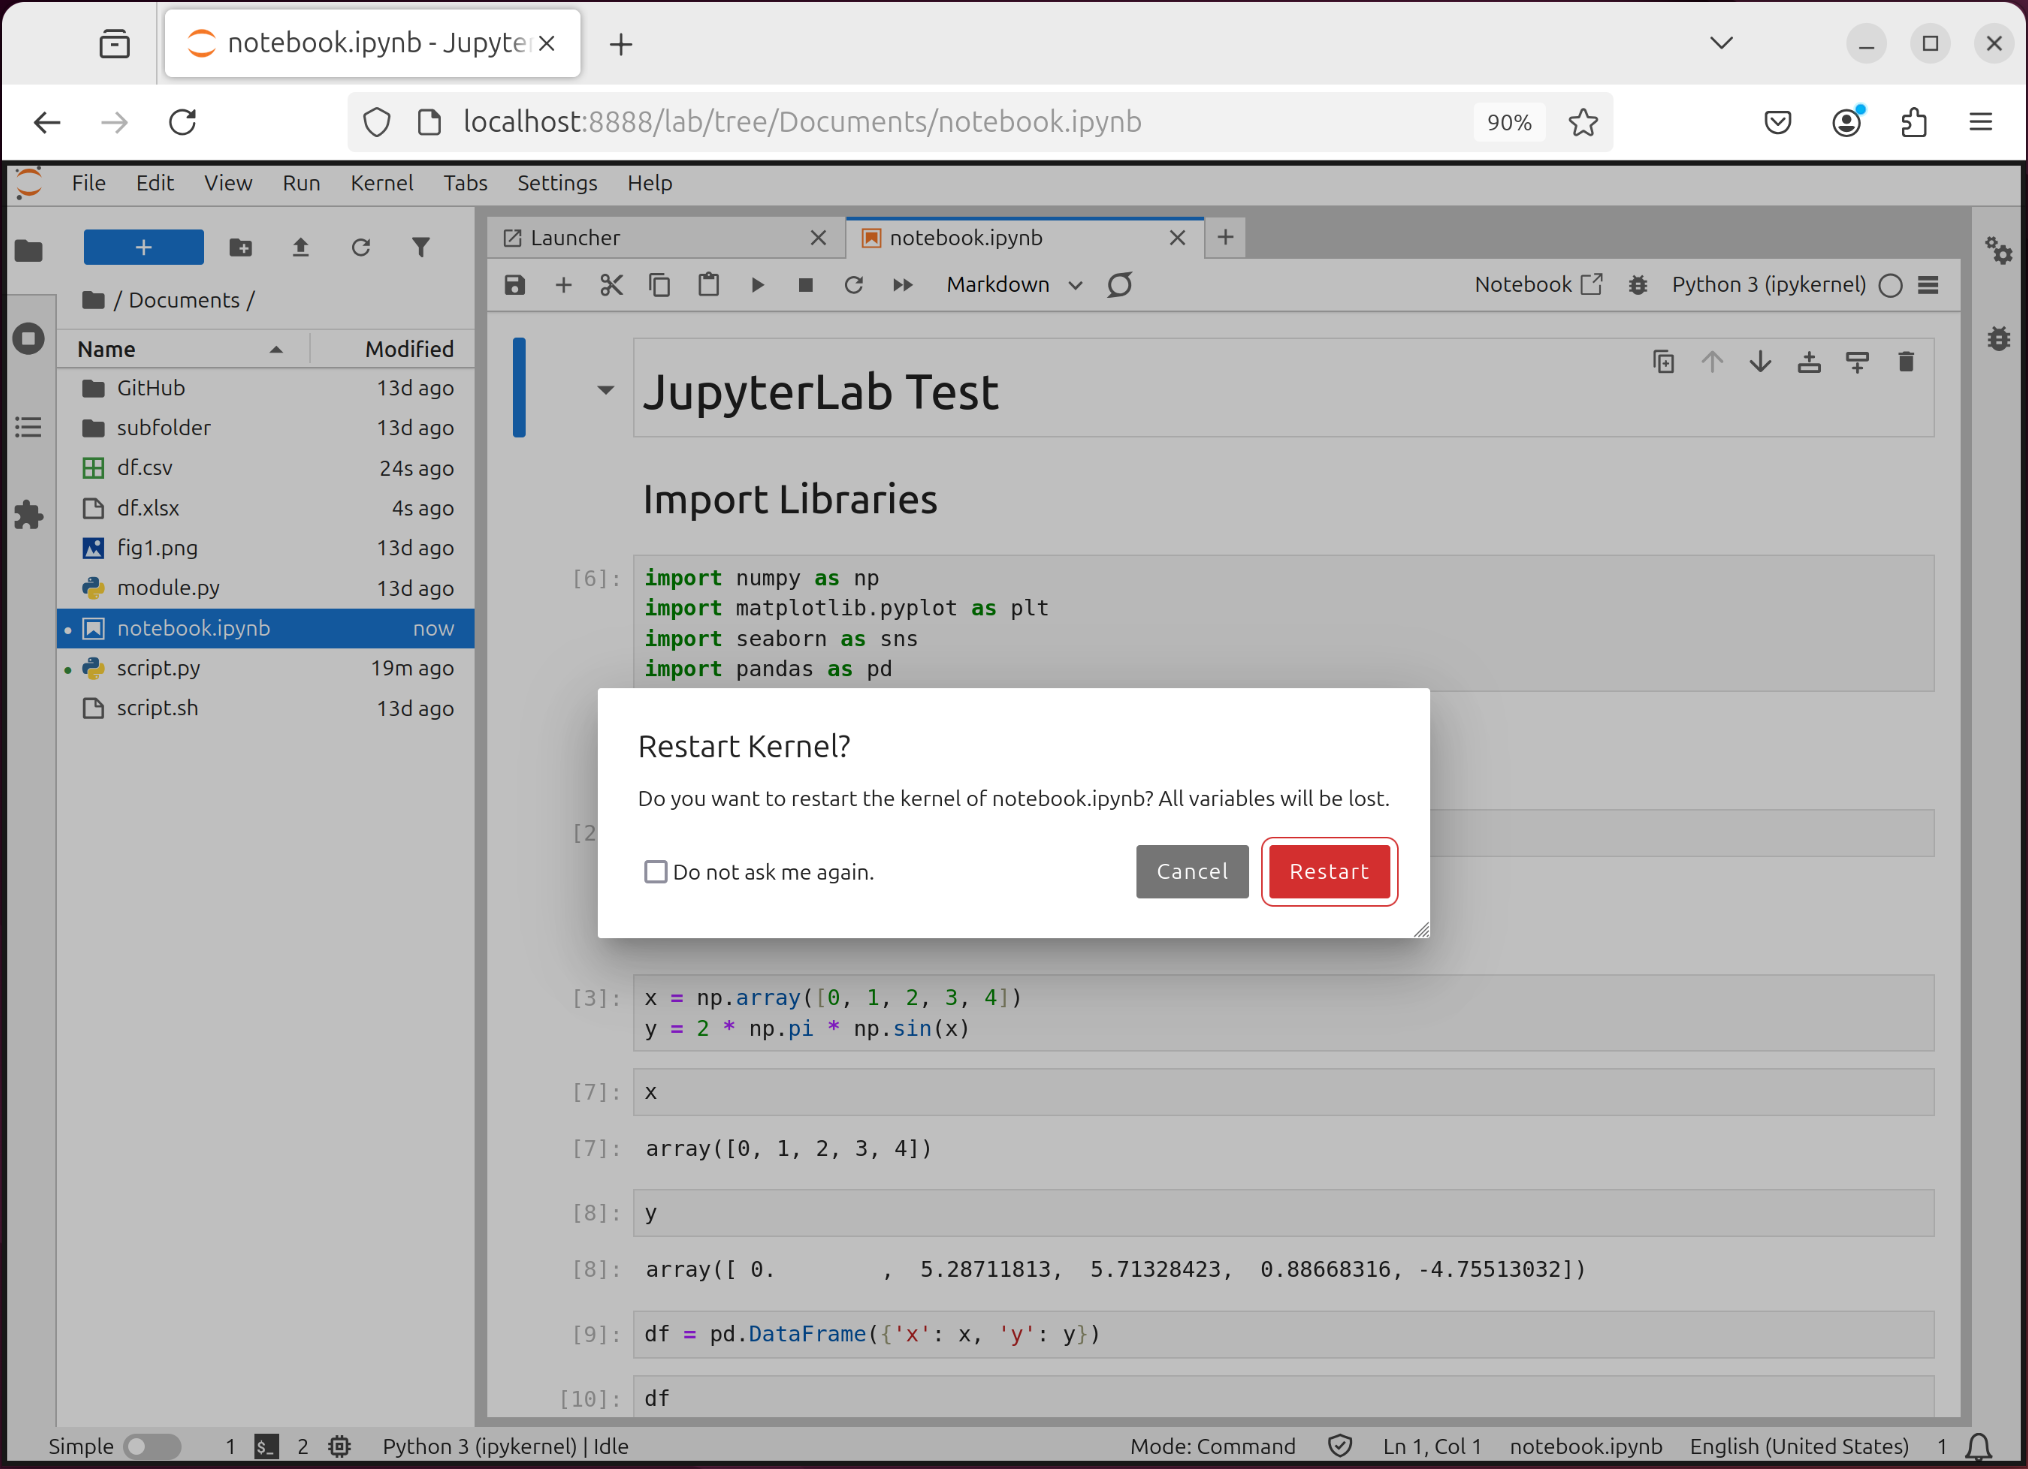 notebook.ipynb - Jupyter
localhost:8888/lab/tree/Documents/notebook.ipynb
90%
File Edit View Run Kernel Tabs Settings Help
Launcher
notebook.ipynb
Markdown
Notebook
Python 3 (ipykernel)
/ Documents /
Name Modified
GitHub 13d ago
subfolder 13d ago
df.csv 24s ago
df.xlsx 4s ago
fig1.png 13d ago
module.py 13d ago
notebook.ipynb now
script.py 19m ago
script.sh 13d ago
JupyterLab Test
Import Libraries
[6]: import numpy as np
import matplotlib.pyplot as plt
import seaborn as sns
import pandas as pd
Restart Kernel?
Do you want to restart the kernel of notebook.ipynb? All variables will be lost.
Do not ask me again.
Cancel
Restart
[2
[3]: x = np.array([0, 1, 2, 3, 4])
y = 2 * np.pi * np.sin(x)
[7]: x
[7]: array([0, 1, 2, 3, 4])
[8]: y
[8]: array([ 0.        ,  5.28711813,  5.71328423,  0.88668316, -4.75513032])
[9]: df = pd.DataFrame({'x': x, 'y': y})
[10]: df
Simple 1 $_ 2 Python 3 (ipykernel) | Idle Mode: Command Ln 1, Col 1 notebook.ipynb English (United States) 1